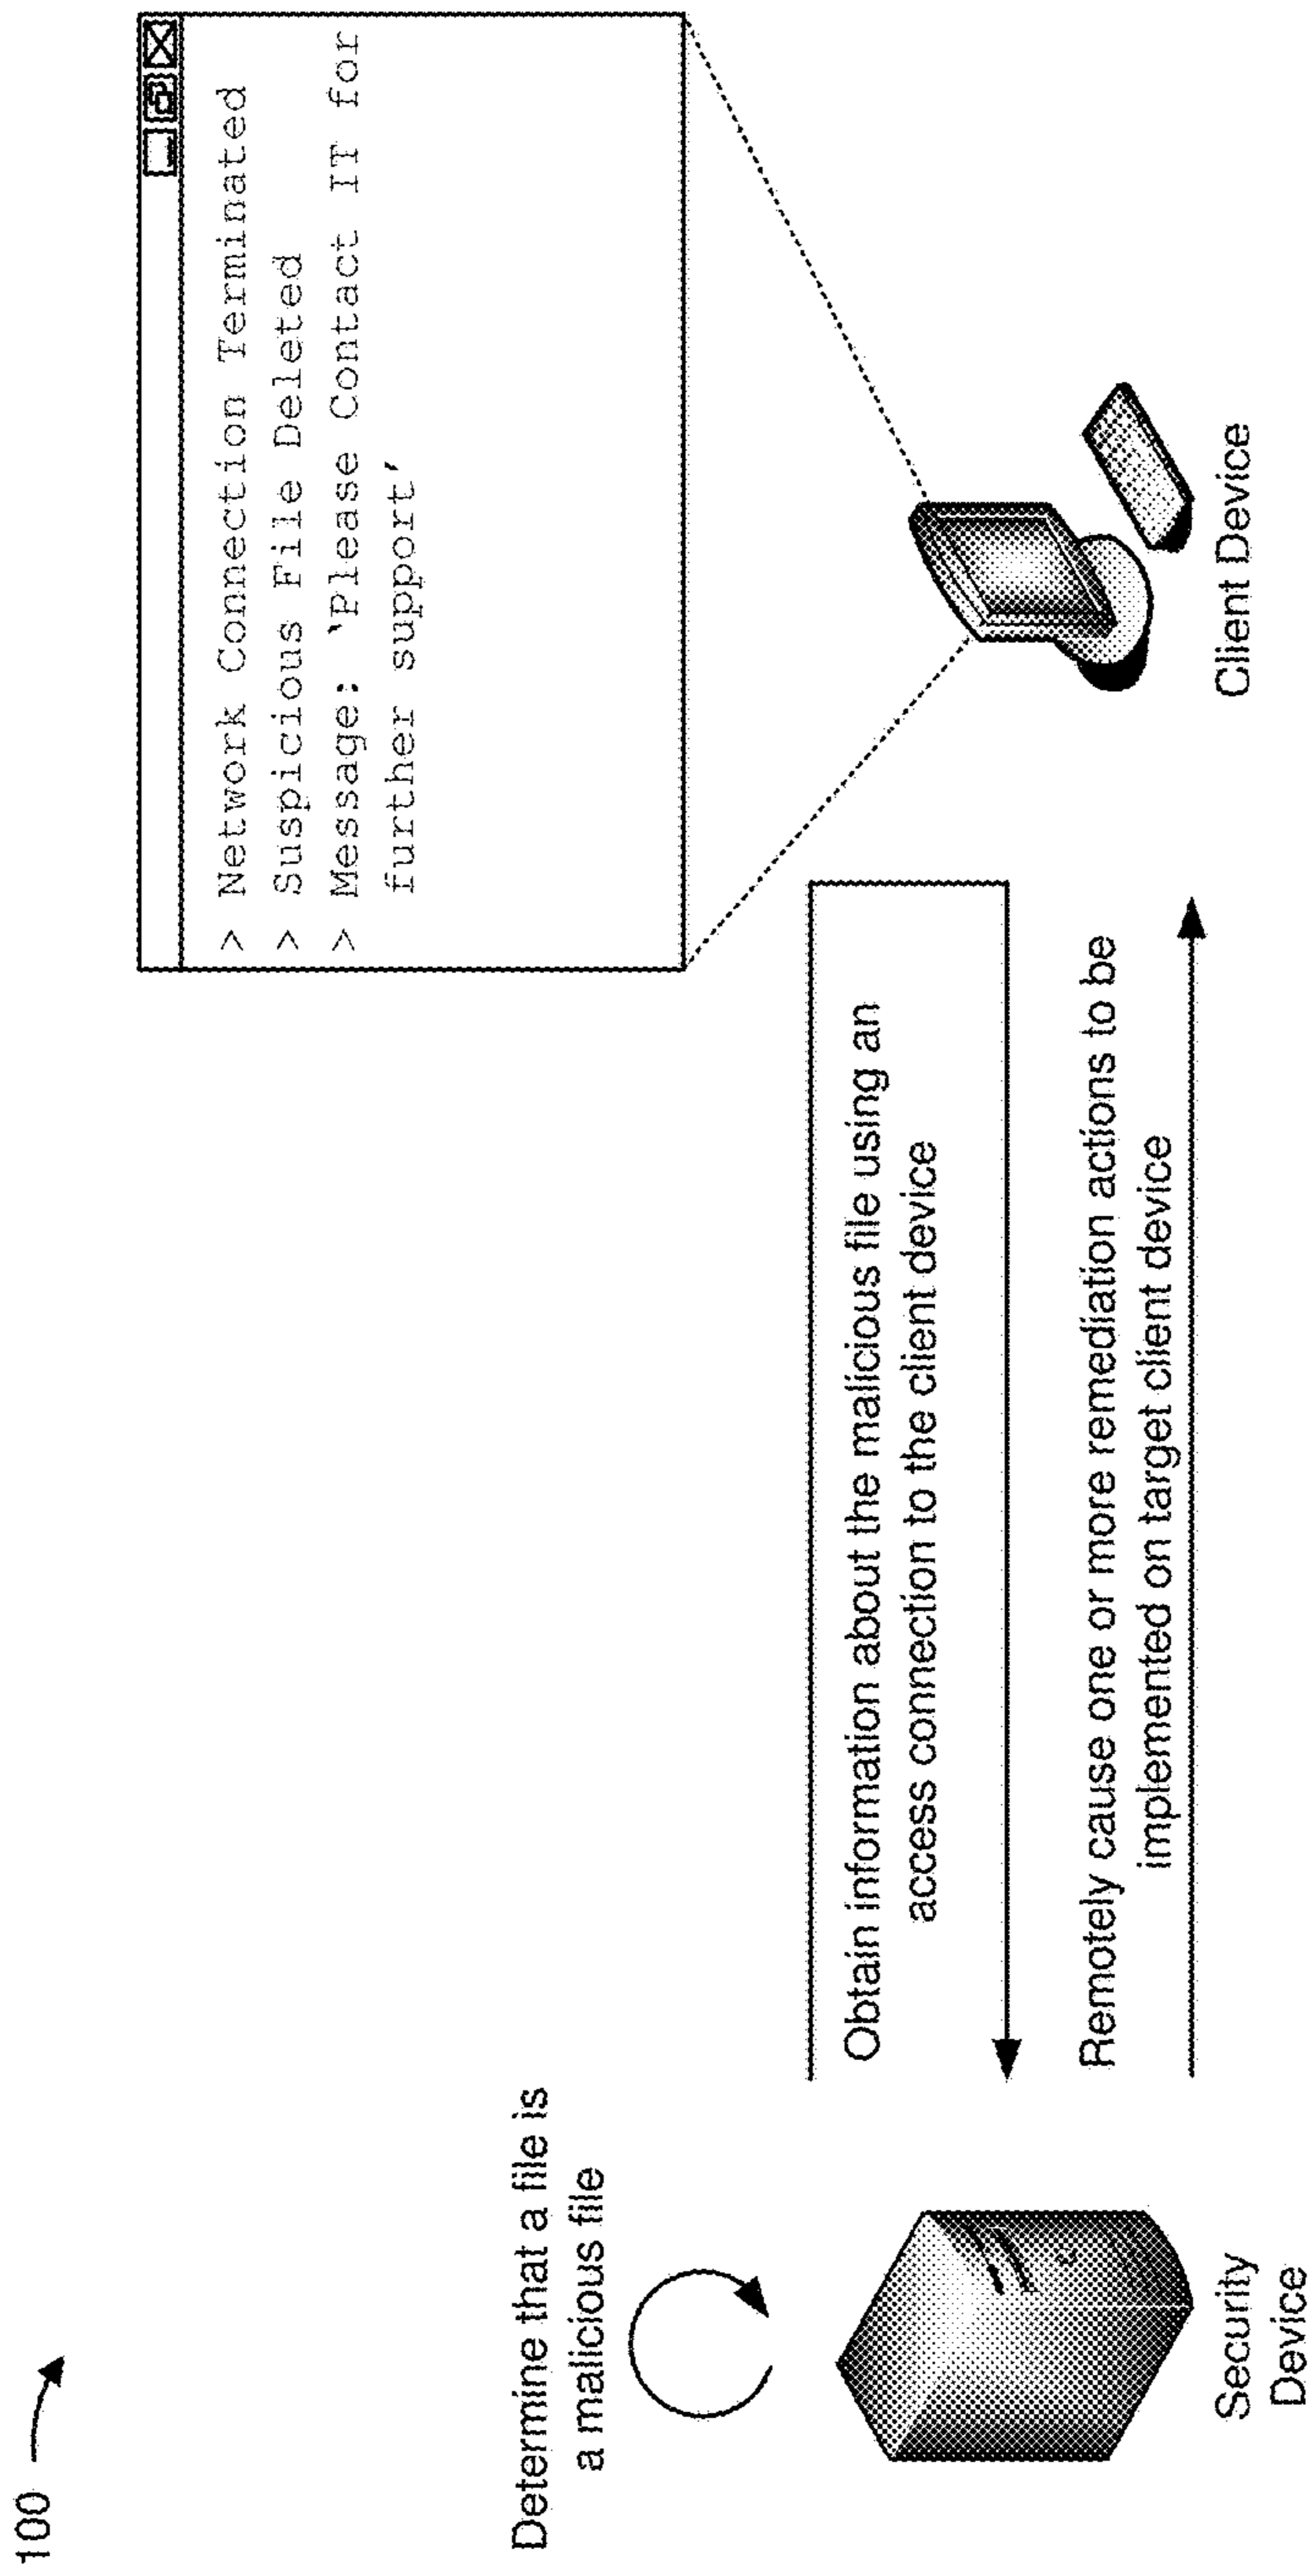 100
Determine that a file is
a malicious file
Security
Device
Obtain information about the malicious file using an
access connection to the client device
Remotely cause one or more remediation actions to be
implemented on target client device
> Network Connection Terminated
> Suspicious File Deleted
> Message: ‘Please Contact IT for
further support’
Client Device